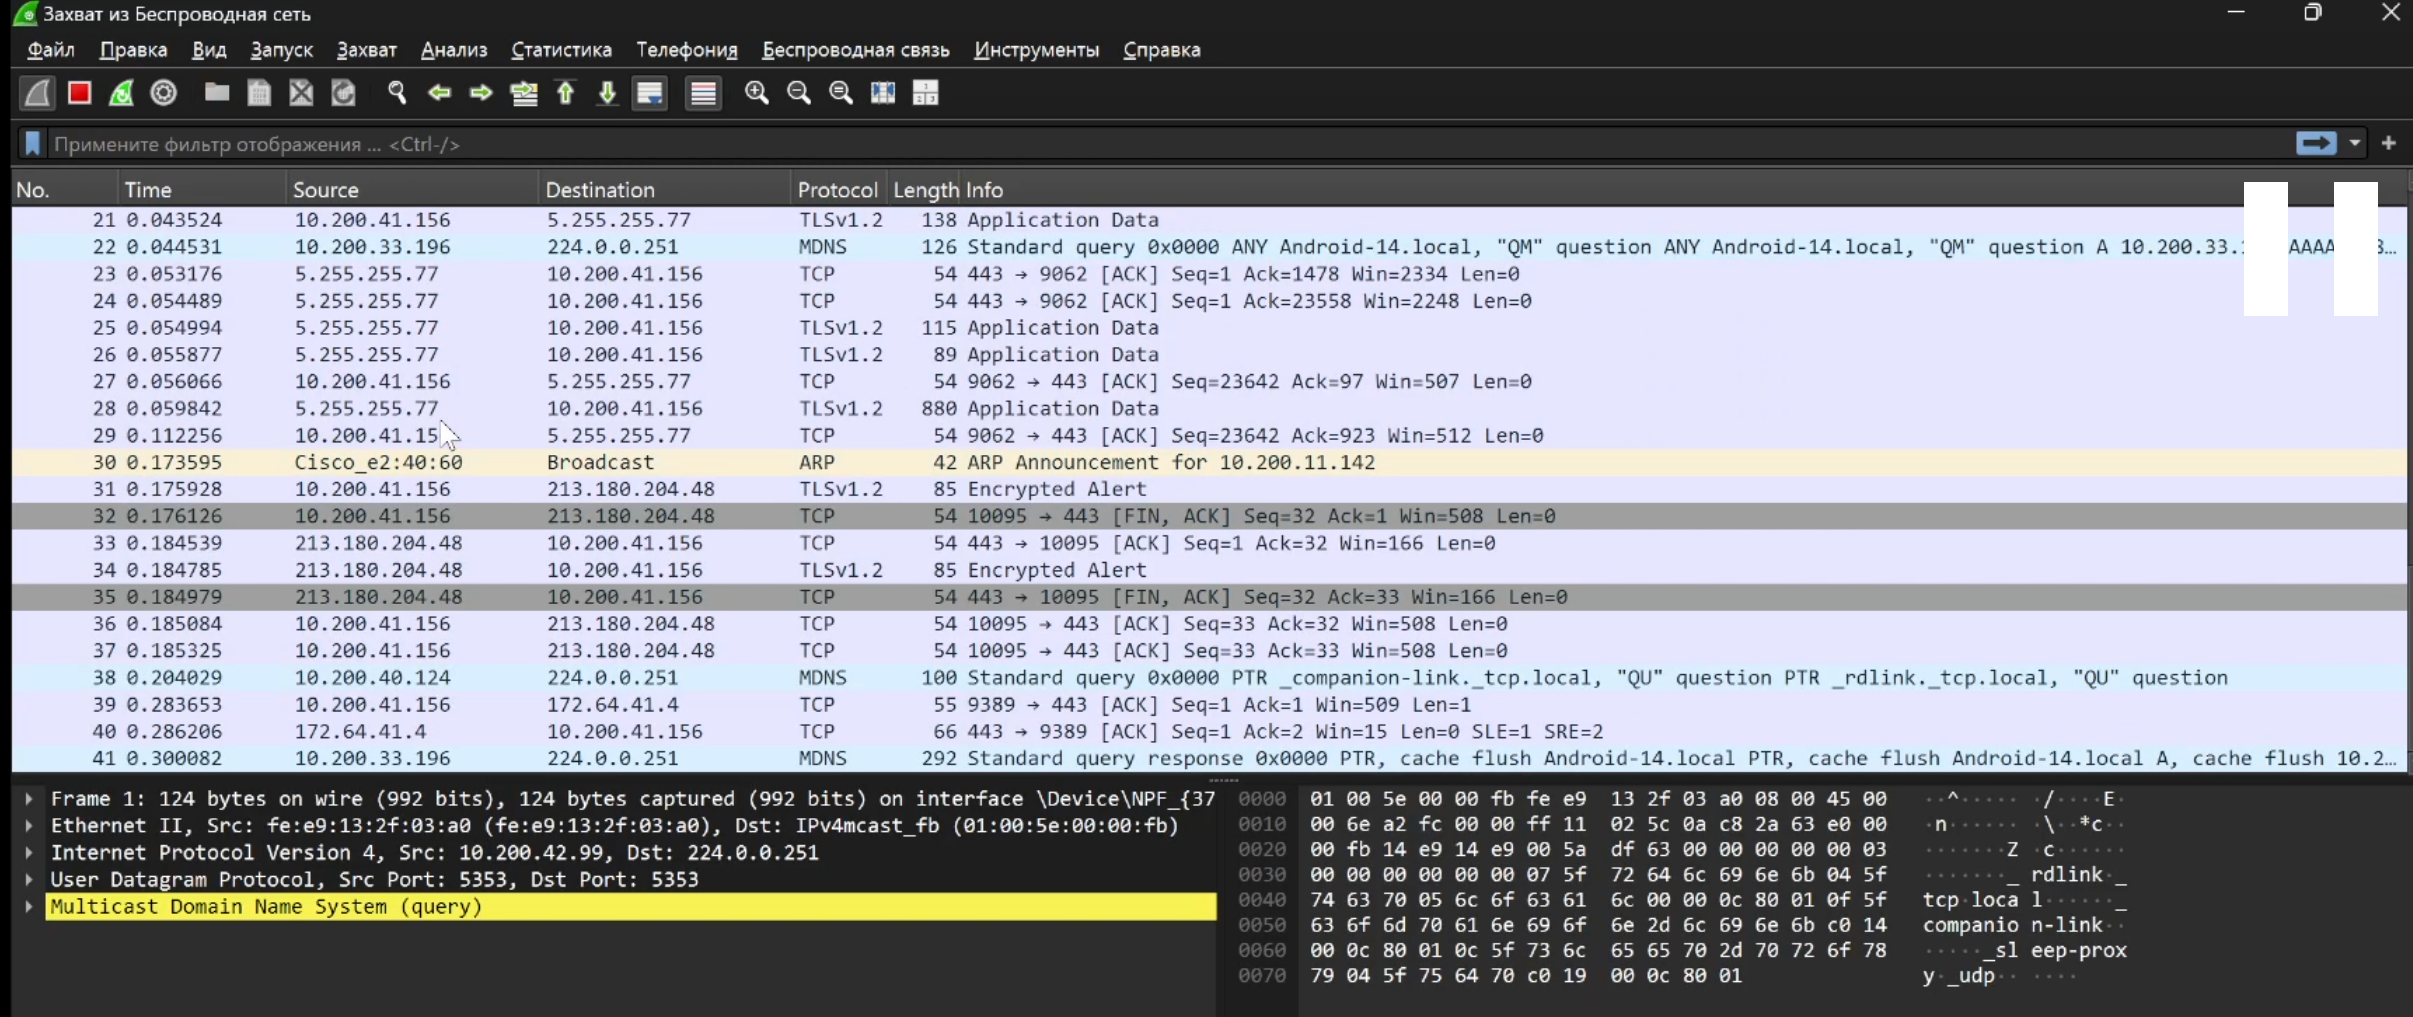 Захват из Беспроводная сеть
Файл Правка Вид Запуск Захват Анализ Статистика Телефония Беспроводная связь Инструменты Справка
Примените фильтр отображения ... <Ctrl-/>
No. Time Source Destination Protocol Length Info
21 0.043524 10.200.41.156 5.255.255.77 TLSv1.2 138 Application Data
22 0.044531 10.200.33.196 224.0.0.251 MDNS 126 Standard query 0x0000 ANY Android-14.local, "QM" question ANY Android-14.local, "QM" question A 10.200.33. AAAA
23 0.053176 5.255.255.77 10.200.41.156 TCP 54 443 → 9062 [ACK] Seq=1 Ack=1478 Win=2334 Len=0
24 0.054489 5.255.255.77 10.200.41.156 TCP 54 443 → 9062 [ACK] Seq=1 Ack=23558 Win=2248 Len=0
25 0.054994 5.255.255.77 10.200.41.156 TLSv1.2 115 Application Data
26 0.055877 5.255.255.77 10.200.41.156 TLSv1.2 89 Application Data
27 0.056066 10.200.41.156 5.255.255.77 TCP 54 9062 → 443 [ACK] Seq=23642 Ack=97 Win=507 Len=0
28 0.059842 5.255.255.77 10.200.41.156 TLSv1.2 880 Application Data
29 0.112256 10.200.41.15 5.255.255.77 TCP 54 9062 → 443 [ACK] Seq=23642 Ack=923 Win=512 Len=0
30 0.173595 Cisco_e2:40:60 Broadcast ARP 42 ARP Announcement for 10.200.11.142
31 0.175928 10.200.41.156 213.180.204.48 TLSv1.2 85 Encrypted Alert
32 0.176126 10.200.41.156 213.180.204.48 TCP 54 10095 → 443 [FIN, ACK] Seq=32 Ack=1 Win=508 Len=0
33 0.184539 213.180.204.48 10.200.41.156 TCP 54 443 → 10095 [ACK] Seq=1 Ack=32 Win=166 Len=0
34 0.184785 213.180.204.48 10.200.41.156 TLSv1.2 85 Encrypted Alert
35 0.184979 213.180.204.48 10.200.41.156 TCP 54 443 → 10095 [FIN, ACK] Seq=32 Ack=33 Win=166 Len=0
36 0.185084 10.200.41.156 213.180.204.48 TCP 54 10095 → 443 [ACK] Seq=33 Ack=32 Win=508 Len=0
37 0.185325 10.200.41.156 213.180.204.48 TCP 54 10095 → 443 [ACK] Seq=33 Ack=33 Win=508 Len=0
38 0.204029 10.200.40.124 224.0.0.251 MDNS 100 Standard query 0x0000 PTR _companion-link._tcp.local, "QU" question PTR _rdlink._tcp.local, "QU" question
39 0.283653 10.200.41.156 172.64.41.4 TCP 55 9389 → 443 [ACK] Seq=1 Ack=1 Win=509 Len=1
40 0.286206 172.64.41.4 10.200.41.156 TCP 66 443 → 9389 [ACK] Seq=1 Ack=2 Win=15 Len=0 SLE=1 SRE=2
41 0.300082 10.200.33.196 224.0.0.251 MDNS 292 Standard query response 0x0000 PTR, cache flush Android-14.local PTR, cache flush Android-14.local A, cache flush 10.2…
Frame 1: 124 bytes on wire (992 bits), 124 bytes captured (992 bits) on interface \Device\NPF_{37
Ethernet II, Src: fe:e9:13:2f:03:a0 (fe:e9:13:2f:03:a0), Dst: IPv4mcast_fb (01:00:5e:00:00:fb)
Internet Protocol Version 4, Src: 10.200.42.99, Dst: 224.0.0.251
User Datagram Protocol, Src Port: 5353, Dst Port: 5353
Multicast Domain Name System (query)
0000 01 00 5e 00 00 fb fe e9 13 2f 03 a0 08 00 45 00 ··^····· ·/····E·
0010 00 6e a2 fc 00 00 ff 11 02 5c 0a c8 2a 63 e0 00 ·n······ ·\··*c··
0020 00 fb 14 e9 14 e9 00 5a df 63 00 00 00 00 00 03 ·······Z ·c······
0030 00 00 00 00 00 00 07 5f 72 64 6c 69 6e 6b 04 5f ·······_ rdlink·_
0040 74 63 70 05 6c 6f 63 61 6c 00 00 0c 80 01 0f 5f tcp·loca l······_
0050 63 6f 6d 70 61 6e 69 6f 6e 2d 6c 69 6e 6b c0 14 companio n-link··
0060 00 0c 80 01 0c 5f 73 6c 65 65 70 2d 70 72 6f 78 ·····_sl eep-prox
0070 79 04 5f 75 64 70 c0 19 00 0c 80 01 y·_udp·· ····